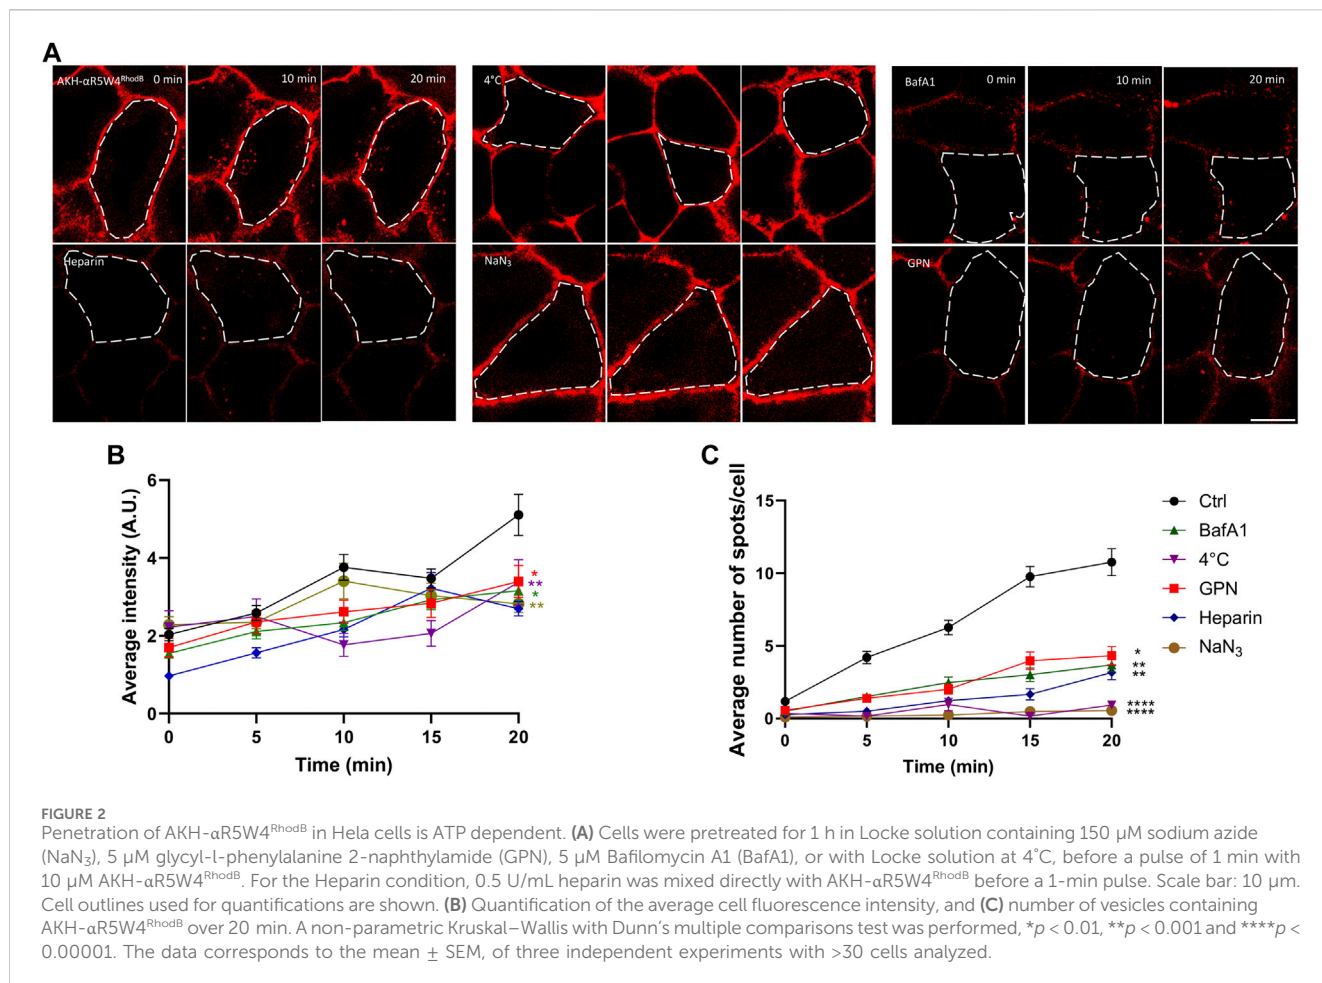 A
AKH-αR5W4RhodB 0 min 10 min 20 min
4°C
BafA1 0 min 10 min 20 min
Heparin
NaN3
GPN
B
Average intensity (A.U.)
6
4
2
0
0 5 10 15 20
Time (min)
*
**
*
**
C
Average number of spots/cell
15
10
5
0
0 5 10 15 20
Time (min)
*
**
**
****
****
Ctrl
BafA1
4°C
GPN
Heparin
NaN3
FIGURE 2
Penetration of AKH-αR5W4RhodB in Hela cells is ATP dependent. (A) Cells were pretreated for 1 h in Locke solution containing 150 µM sodium azide
(NaN3), 5 µM glycyl-l-phenylalanine 2-naphthylamide (GPN), 5 µM Bafilomycin A1 (BafA1), or with Locke solution at 4°C, before a pulse of 1 min with
10 µM AKH-αR5W4RhodB. For the Heparin condition, 0.5 U/mL heparin was mixed directly with AKH-αR5W4RhodB before a 1-min pulse. Scale bar: 10 µm.
Cell outlines used for quantifications are shown. (B) Quantification of the average cell fluorescence intensity, and (C) number of vesicles containing
AKH-αR5W4RhodB over 20 min. A non-parametric Kruskal–Wallis with Dunn's multiple comparisons test was performed, *p < 0.01, **p < 0.001 and ****p <
0.00001. The data corresponds to the mean ± SEM, of three independent experiments with >30 cells analyzed.